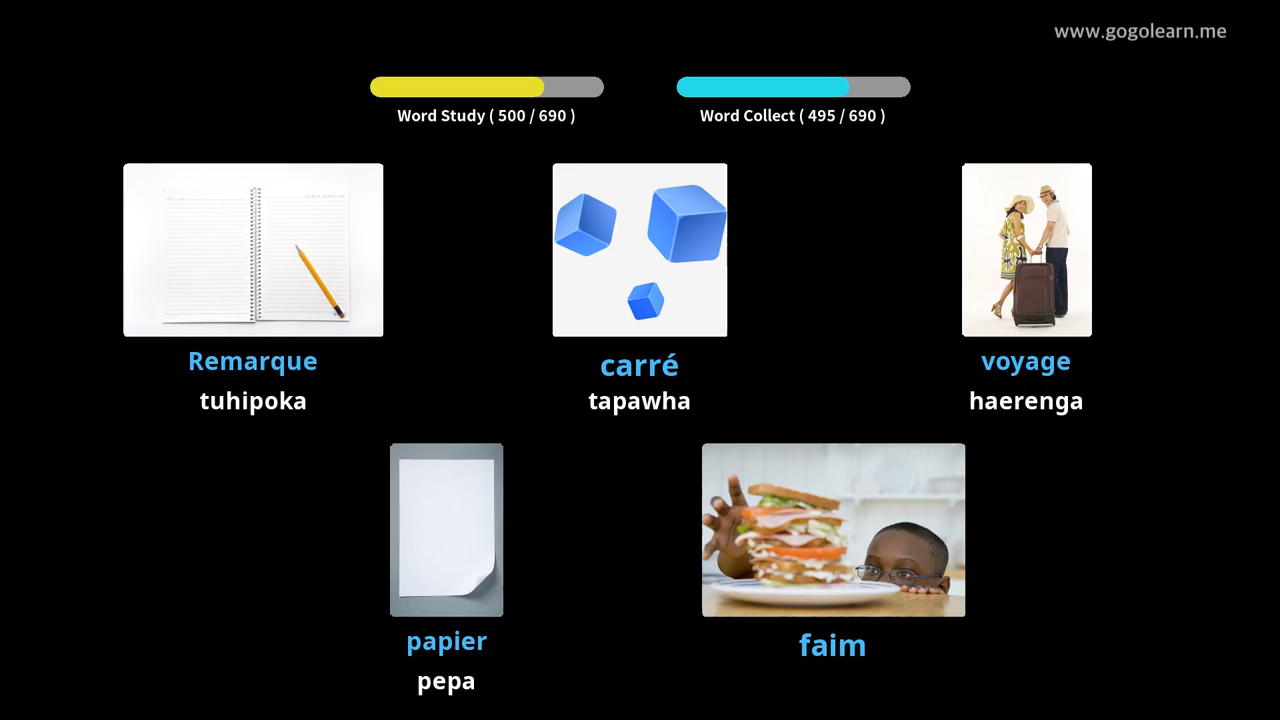 www.gogolearn.me
Word Study ( 500 / 690 )
Word Collect ( 495 / 690 )
Remarque
tuhipoka
carré
tapawha
voyage
haerenga
papier
pepa
faim